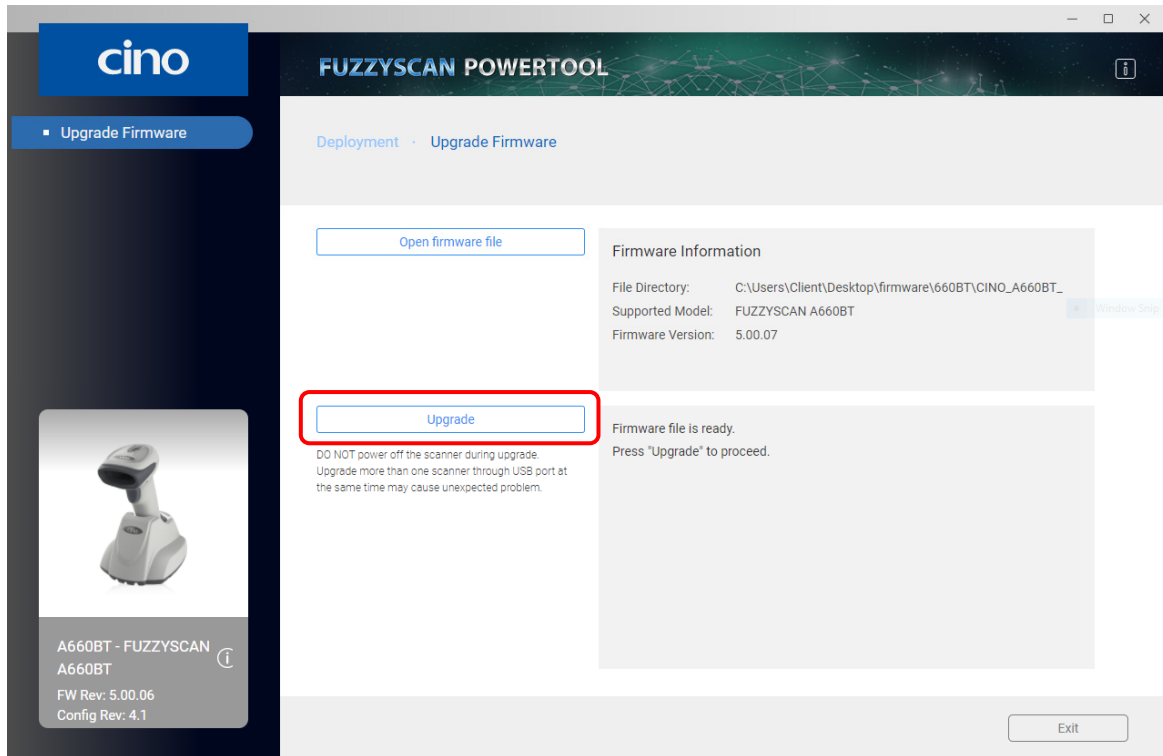 cino
FUZZYSCAN POWERTOOL
Upgrade Firmware
Deployment · Upgrade Firmware
Open firmware file
Firmware Information
File Directory: C:\Users\Client\Desktop\firmware\660BT\CINO_A660BT_
Supported Model: FUZZYSCAN A660BT
Firmware Version: 5.00.07
Window Snip
Upgrade
DO NOT power off the scanner during upgrade.
Upgrade more than one scanner through USB port at
the same time may cause unexpected problem.
Firmware file is ready.
Press "Upgrade" to proceed.
cino
A660BT - FUZZYSCAN
A660BT
FW Rev: 5.00.06
Config Rev: 4.1
Exit